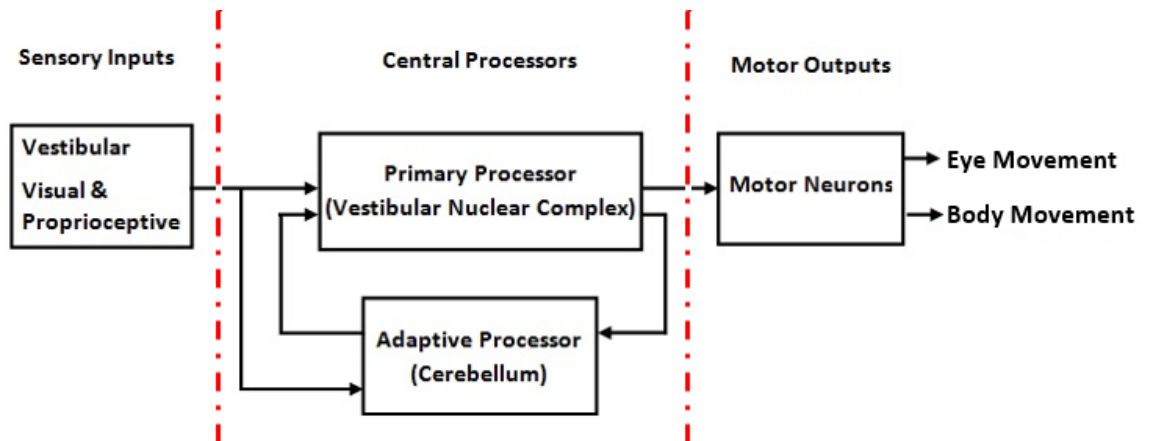 Sensory Inputs
Central Processors
Motor Outputs
Vestibular
Visual &
Proprioceptive
Primary Processor
(Vestibular Nuclear Complex)
Motor Neurons
Eye Movement
Body Movement
Adaptive Processor
(Cerebellum)